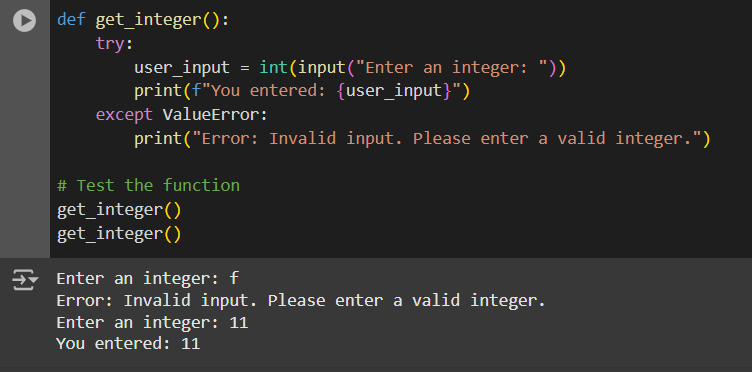 def get_integer():
    try:
        user_input = int(input("Enter an integer: "))
        print(f"You entered: {user_input}")
    except ValueError:
        print("Error: Invalid input. Please enter a valid integer.")

# Test the function
get_integer()
get_integer()
Enter an integer: f
Error: Invalid input. Please enter a valid integer.
Enter an integer: 11
You entered: 11